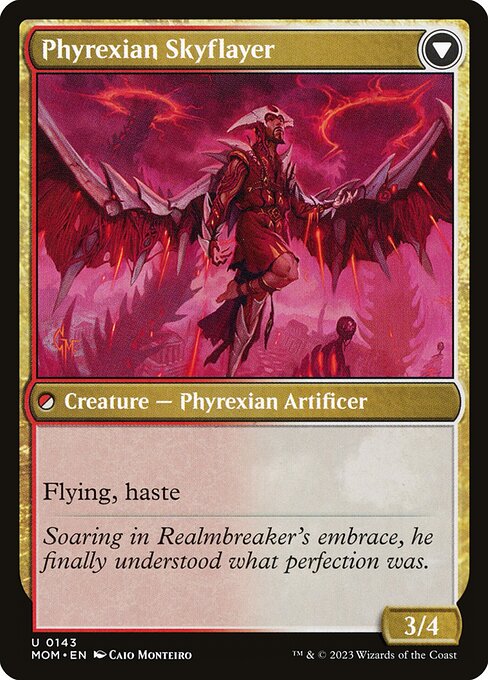 Phyrexian Skyflayer
CM
Creature — Phyrexian Artificer
Flying, haste
Soaring in Realmbreaker's embrace, he
finally understood what perfection was.
3/4
U 0143
MOM • EN Caio Monteiro
™ & © 2023 Wizards of the Coast